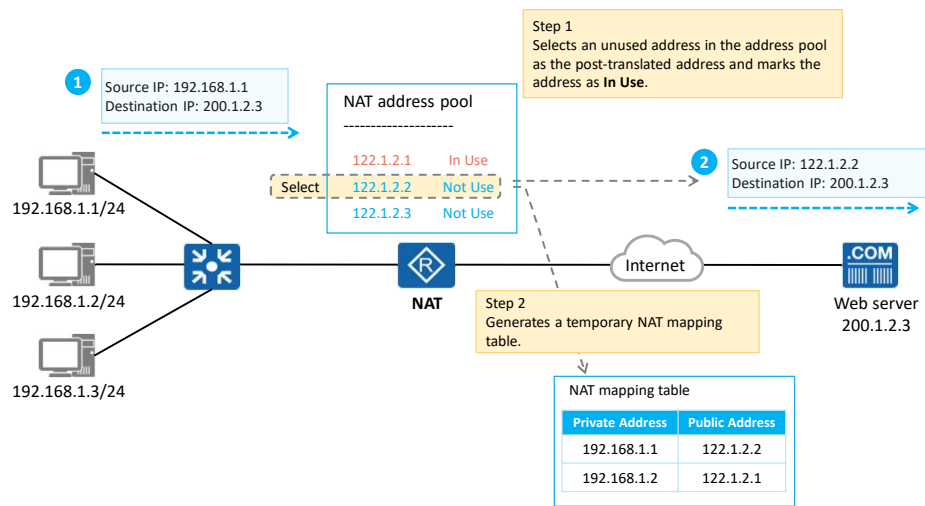 Step 1
Selects an unused address in the address pool
as the post-translated address and marks the
address as In Use.
1
Source IP: 192.168.1.1
Destination IP: 200.1.2.3
NAT address pool
--------------------
122.1.2.1 In Use
Select 122.1.2.2 Not Use
122.1.2.3 Not Use
2
Source IP: 122.1.2.2
Destination IP: 200.1.2.3
192.168.1.1/24
192.168.1.2/24
192.168.1.3/24
R
NAT
Internet
.COM
Web server
200.1.2.3
Step 2
Generates a temporary NAT mapping
table.
NAT mapping table
Private Address Public Address
192.168.1.1 122.1.2.2
192.168.1.2 122.1.2.1